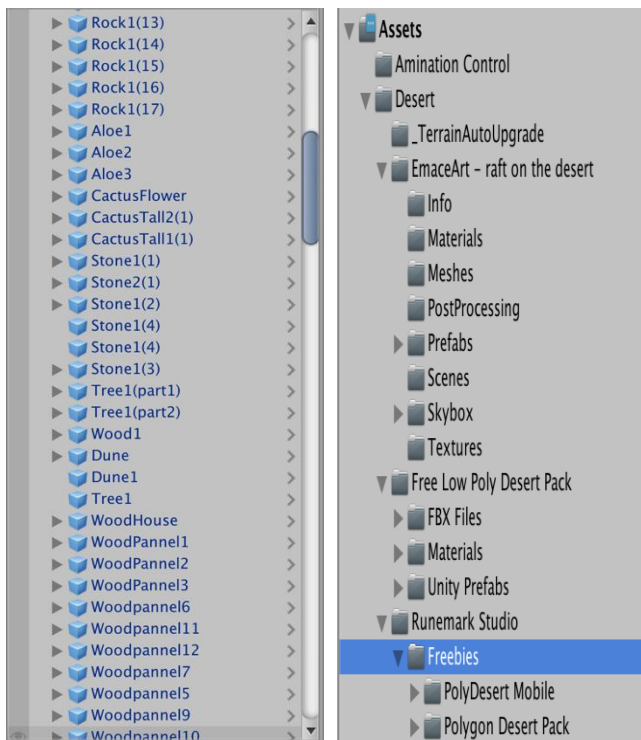 Rock1(13)
Rock1(14)
Rock1(15)
Rock1(16)
Rock1(17)
Aloe1
Aloe2
Aloe3
CactusFlower
CactusTall2(1)
CactusTall1(1)
Stone1(1)
Stone2(1)
Stone1(2)
Stone1(4)
Stone1(4)
Stone1(3)
Tree1(part1)
Tree1(part2)
Wood1
Dune
Dune1
Tree1
WoodHouse
WoodPannel1
WoodPannel2
WoodPannel3
Woodpannel6
Woodpannel11
Woodpannel12
Woodpannel7
Woodpannel5
Woodpannel9
Woodpannel10
Assets
Amination Control
Desert
_TerrainAutoUpgrade
EmaceArt - raft on the desert
Info
Materials
Meshes
PostProcessing
Prefabs
Scenes
Skybox
Textures
Free Low Poly Desert Pack
FBX Files
Materials
Unity Prefabs
Runemark Studio
Freebies
PolyDesert Mobile
Polygon Desert Pack